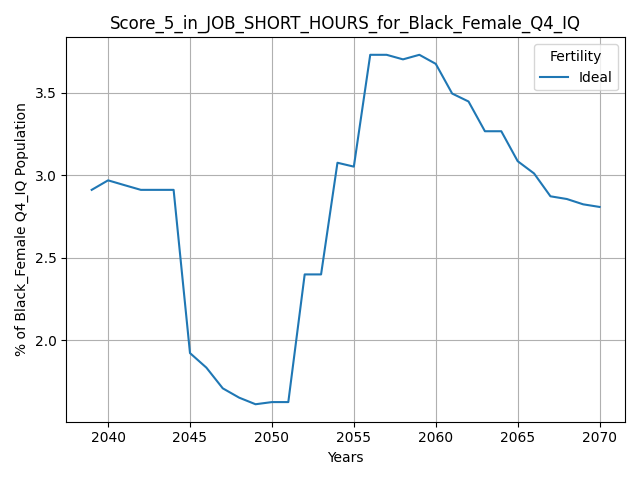 Score_5_in_JOB_SHORT_HOURS_for_Black_Female_Q4_IQ
Fertility
Ideal
% of Black_Female Q4_IQ Population
3.5
3.0
2.5
2.0
2040 2045 2050 2055 2060 2065 2070
Years